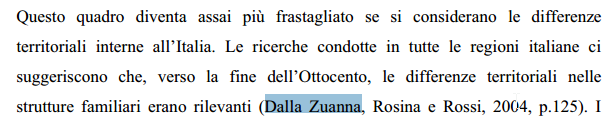 Questo quadro diventa assai più frastagliato se si considerano le differenze
territoriali interne all'Italia. Le ricerche condotte in tutte le regioni italiane ci
suggeriscono che, verso la fine dell'Ottocento, le differenze territoriali nelle
strutture familiari erano rilevanti (Dalla Zuanna, Rosina e Rossi, 2004, p.125). I